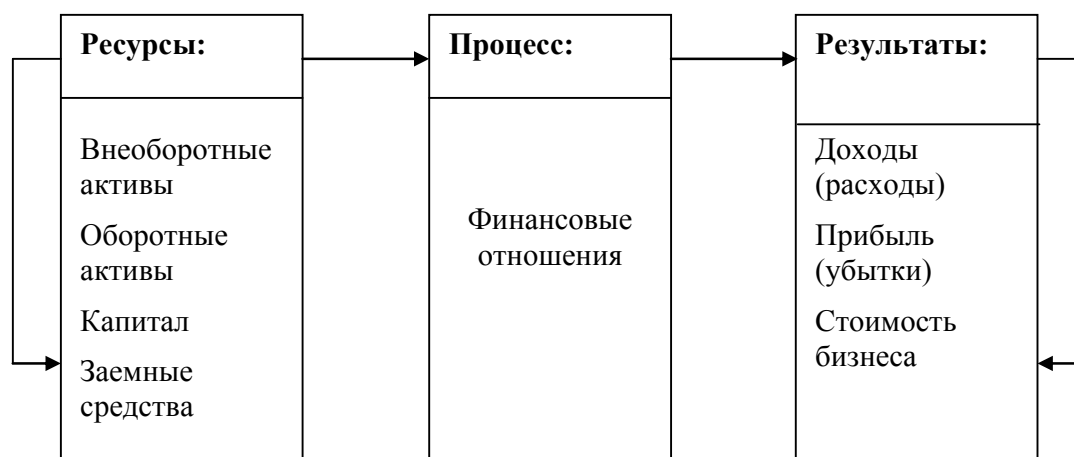 Ресурсы:
Внеоборотные
активы
Оборотные
активы
Капитал
Заемные
средства
Процесс:
Финансовые
отношения
Результаты:
Доходы
(расходы)
Прибыль
(убытки)
Стоимость
бизнеса